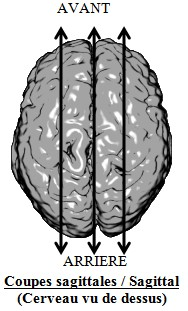 AVANT
ARRIERE
Coupes sagittales / Sagittal
(Cerveau vu de dessus)